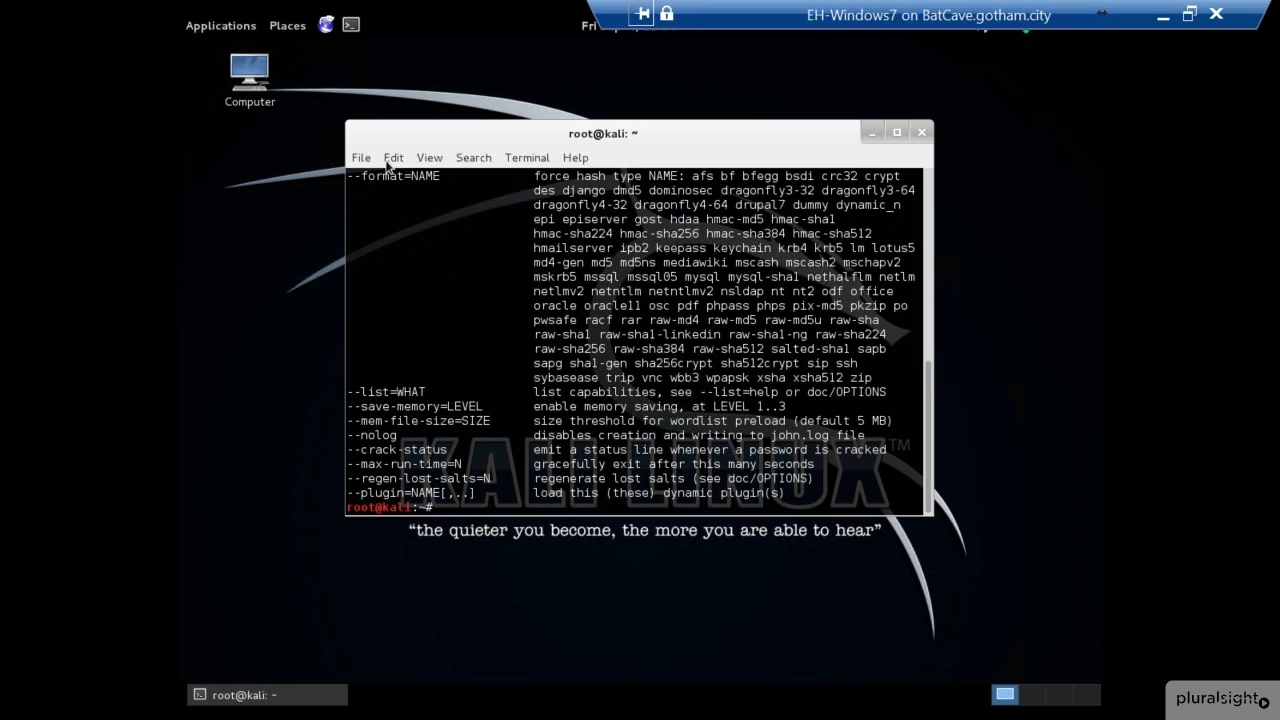 Applications Places
Fri
EH-Windows7 on BatCave.gotham.city
Computer
root@kali: ~
File Edit View Search Terminal Help
--format=NAME force hash type NAME: afs bf bfegg bsdi crc32 crypt
des django dmd5 dominosec dragonfly3-32 dragonfly3-64
dragonfly4-32 dragonfly4-64 drupal7 dummy dynamic_n
epi episerver gost hdaa hmac-md5 hmac-sha1
hmac-sha224 hmac-sha256 hmac-sha384 hmac-sha512
hmailserver ipb2 keepass keychain krb4 krb5 lm lotus5
md4-gen md5 md5ns mediawiki mscash mscash2 mschapv2
mskrb5 mssql mssql05 mysql mysql-sha1 nethalflm netlm
netlmv2 netntlm netntlmv2 nsldap nt nt2 odf office
oracle oracle11 osc pdf phpass phps pix-md5 pkzip po
pwsafe racf rar raw-md4 raw-md5 raw-md5u raw-sha
raw-sha1 raw-sha1-linkedin raw-sha1-ng raw-sha224
raw-sha256 raw-sha384 raw-sha512 salted-sha1 sapb
sapg sha1-gen sha256crypt sha512crypt sip ssh
sybasease trip vnc wbb3 wpapsk xsha xsha512 zip
--list=WHAT list capabilities, see --list=help or doc/OPTIONS
--save-memory=LEVEL enable memory saving, at LEVEL 1..3
--mem-file-size=SIZE size threshold for wordlist preload (default 5 MB)
--nolog disables creation and writing to john.log file
--crack-status emit a status line whenever a password is cracked
--max-run-time=N gracefully exit after this many seconds
--regen-lost-salts=N regenerate lost salts (see doc/OPTIONS)
--plugin=NAME[,..] load this (these) dynamic plugin(s)
root@kali:~#
KALI LINUX™
“the quieter you become, the more you are able to hear”
root@kali: ~
pluralsight